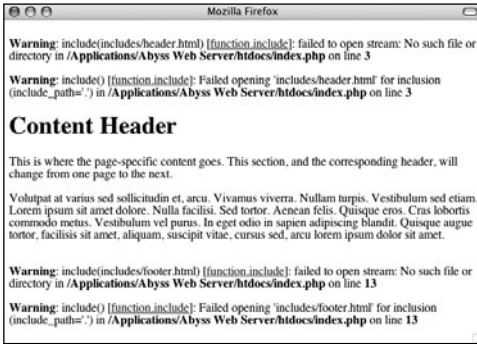 Mozilla Firefox
Warning: include(includes/header.html) [function.include]: failed to open stream: No such file or
directory in /Applications/Abyss Web Server/htdocs/index.php on line 3
Warning: include() [function.include]: Failed opening 'includes/header.html' for inclusion
(include_path='.') in /Applications/Abyss Web Server/htdocs/index.php on line 3
Content Header
This is where the page-specific content goes. This section, and the corresponding header, will
change from one page to the next.
Volutpat at varius sed sollicitudin et, arcu. Vivamus viverra. Nullam turpis. Vestibulum sed etiam.
Lorem ipsum sit amet dolore. Nulla facilisi. Sed tortor. Aenean felis. Quisque eros. Cras lobortis
commodo metus. Vestibulum vel purus. In eget odio in sapien adipiscing blandit. Quisque augue
tortor, facilisis sit amet, aliquam, suscipit vitae, cursus sed, arcu lorem ipsum dolor sit amet.
Warning: include(includes/footer.html) [function.include]: failed to open stream: No such file or
directory in /Applications/Abyss Web Server/htdocs/index.php on line 13
Warning: include() [function.include]: Failed opening 'includes/footer.html' for inclusion
(include_path='.') in /Applications/Abyss Web Server/htdocs/index.php on line 13